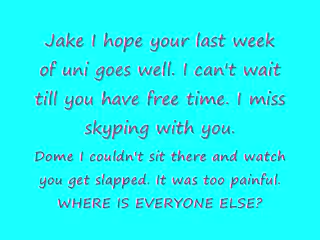 Jake I hope your last week
of uni goes well. I can't wait
till you have free time. I miss
skyping with you.
Dome I couldn't sit there and watch
you get slapped. It was too painful.
WHERE IS EVERYONE ELSE?